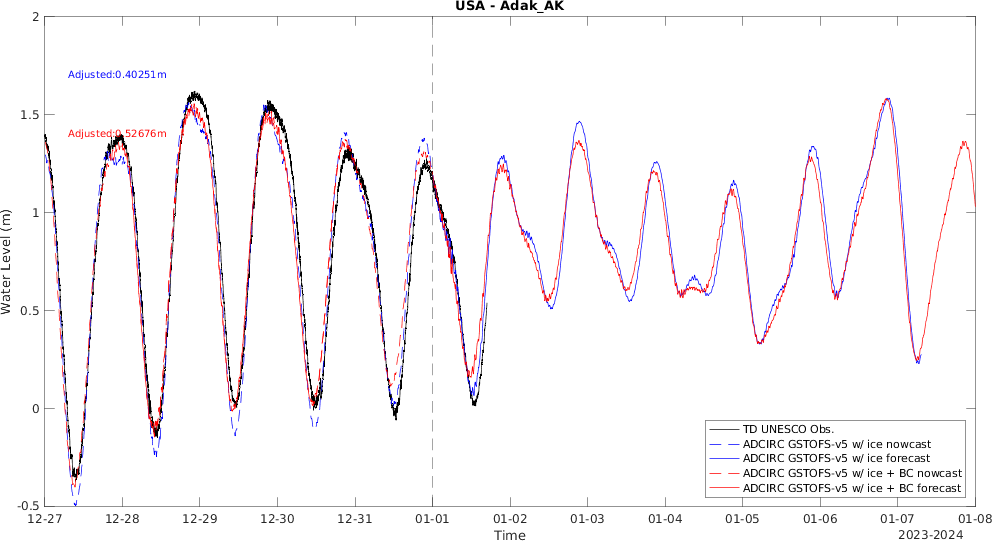 USA - Adak_AK
2
1.5
1
0.5
0
-0.5
Water Level (m)
Adjusted:0.40251m
Adjusted:0.52676m
TD UNESCO Obs.
ADCIRC GSTOFS-v5 w/ ice nowcast
ADCIRC GSTOFS-v5 w/ ice forecast
ADCIRC GSTOFS-v5 w/ ice + BC nowcast
ADCIRC GSTOFS-v5 w/ ice + BC forecast
12-27 12-28 12-29 12-30 12-31 01-01 01-02 01-03 01-04 01-05 01-06 01-07 01-08
Time
2023-2024